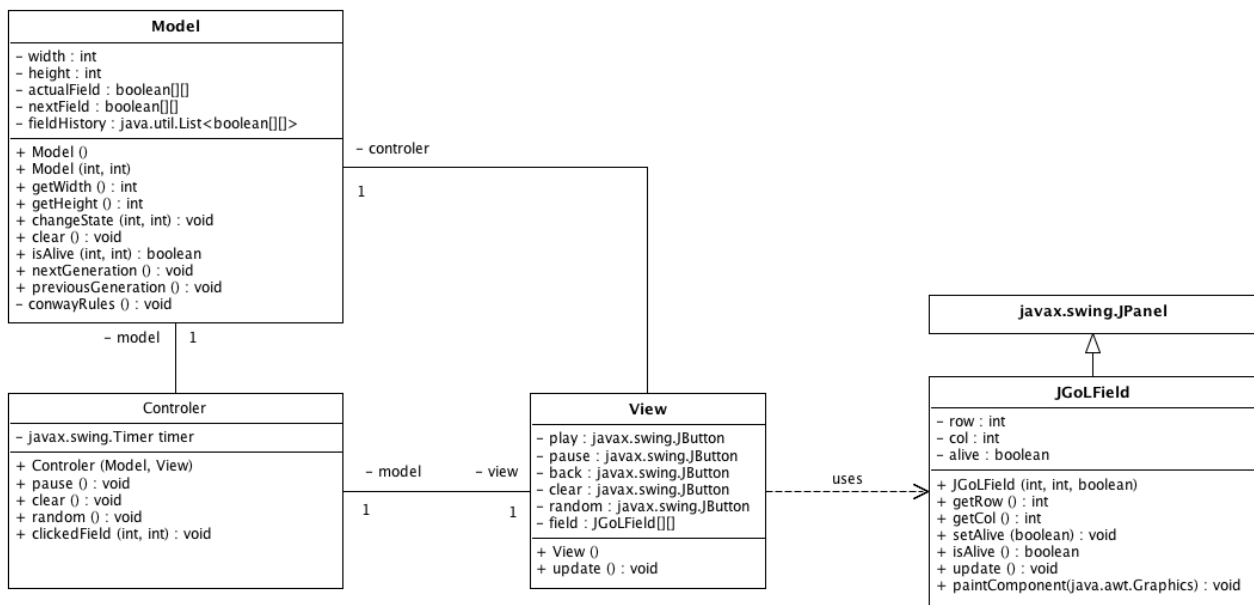 Model
- width : int
- height : int
- actualField : boolean[][]
- nextField : boolean[][]
- fieldHistory : java.util.List<boolean[][]>
+ Model ()
+ Model (int, int)
+ getWidth () : int
+ getHeight () : int
+ changeState (int, int) : void
+ clear () : void
+ isAlive (int, int) : boolean
+ nextGeneration () : void
+ previousGeneration () : void
- conwayRules () : void
- controler
1
- model
1
Controler
- javax.swing.Timer timer
+ Controler (Model, View)
+ pause () : void
+ clear () : void
+ random () : void
+ clickedField (int, int) : void
- model
- view
1
1
View
- play : javax.swing.JButton
- pause : javax.swing.JButton
- back : javax.swing.JButton
- clear : javax.swing.JButton
- random : javax.swing.JButton
- field : JGoLField[][]
+ View ()
+ update () : void
uses
javax.swing.JPanel
JGoLField
- row : int
- col : int
- alive : boolean
+ JGoLField (int, int, boolean)
+ getRow () : int
+ getCol () : int
+ setAlive (boolean) : void
+ isAlive () : boolean
+ update () : void
+ paintComponent(java.awt.Graphics) : void